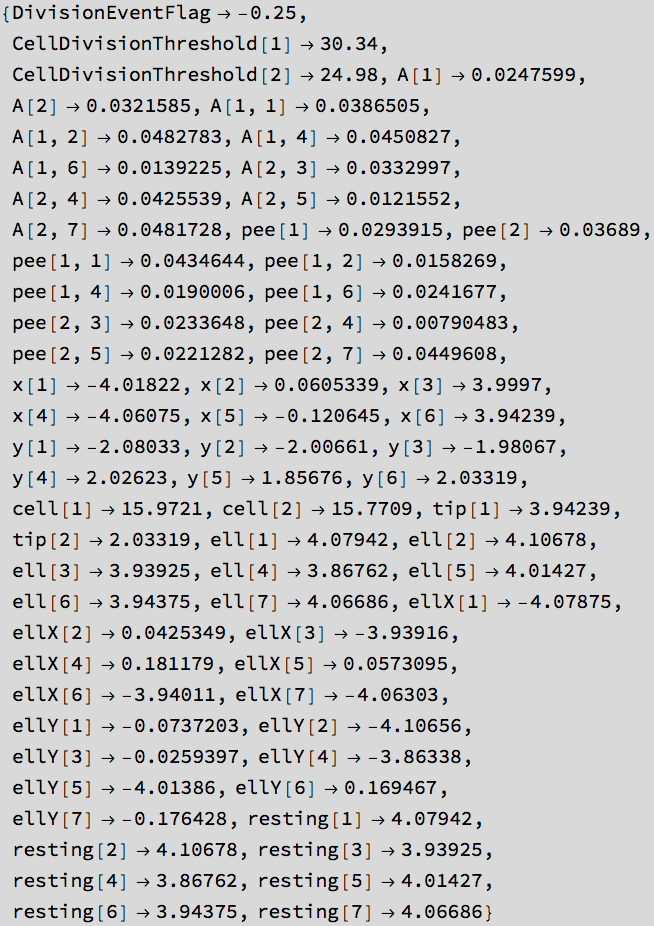 {DivisionEventFlag → -0.25,
CellDivisionThreshold[1] → 30.34,
CellDivisionThreshold[2] → 24.98, A[1] → 0.0247599,
A[2] → 0.0321585, A[1, 1] → 0.0386505,
A[1, 2] → 0.0482783, A[1, 4] → 0.0450827,
A[1, 6] → 0.0139225, A[2, 3] → 0.0332997,
A[2, 4] → 0.0425539, A[2, 5] → 0.0121552,
A[2, 7] → 0.0481728, pee[1] → 0.0293915, pee[2] → 0.03689,
pee[1, 1] → 0.0434644, pee[1, 2] → 0.0158269,
pee[1, 4] → 0.0190006, pee[1, 6] → 0.0241677,
pee[2, 3] → 0.0233648, pee[2, 4] → 0.00790483,
pee[2, 5] → 0.0221282, pee[2, 7] → 0.0449608,
x[1] → -4.01822, x[2] → 0.0605339, x[3] → 3.9997,
x[4] → -4.06075, x[5] → -0.120645, x[6] → 3.94239,
y[1] → -2.08033, y[2] → -2.00661, y[3] → -1.98067,
y[4] → 2.02623, y[5] → 1.85676, y[6] → 2.03319,
cell[1] → 15.9721, cell[2] → 15.7709, tip[1] → 3.94239,
tip[2] → 2.03319, ell[1] → 4.07942, ell[2] → 4.10678,
ell[3] → 3.93925, ell[4] → 3.86762, ell[5] → 4.01427,
ell[6] → 3.94375, ell[7] → 4.06686, ellX[1] → -4.07875,
ellX[2] → 0.0425349, ellX[3] → -3.93916,
ellX[4] → 0.181179, ellX[5] → 0.0573095,
ellX[6] → -3.94011, ellX[7] → -4.06303,
ellY[1] → -0.0737203, ellY[2] → -4.10656,
ellY[3] → -0.0259397, ellY[4] → -3.86338,
ellY[5] → -4.01386, ellY[6] → 0.169467,
ellY[7] → -0.176428, resting[1] → 4.07942,
resting[2] → 4.10678, resting[3] → 3.93925,
resting[4] → 3.86762, resting[5] → 4.01427,
resting[6] → 3.94375, resting[7] → 4.06686}